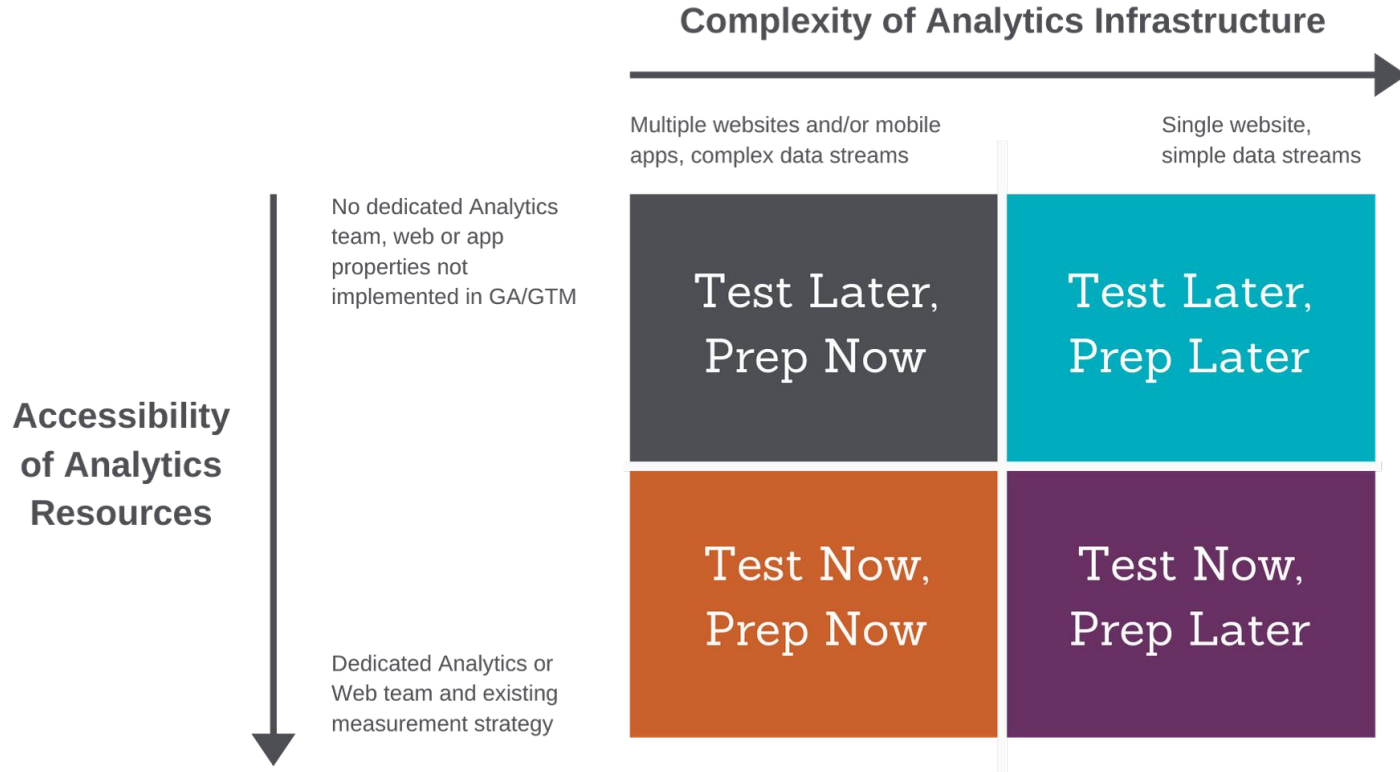 Complexity of Analytics Infrastructure
Multiple websites and/or mobile
apps, complex data streams
Single website,
simple data streams
No dedicated Analytics
team, web or app
properties not
implemented in GA/GTM
Test Later,
Prep Now
Test Later,
Prep Later
Accessibility
of Analytics
Resources
Test Now,
Prep Now
Test Now,
Prep Later
Dedicated Analytics or
Web team and existing
measurement strategy